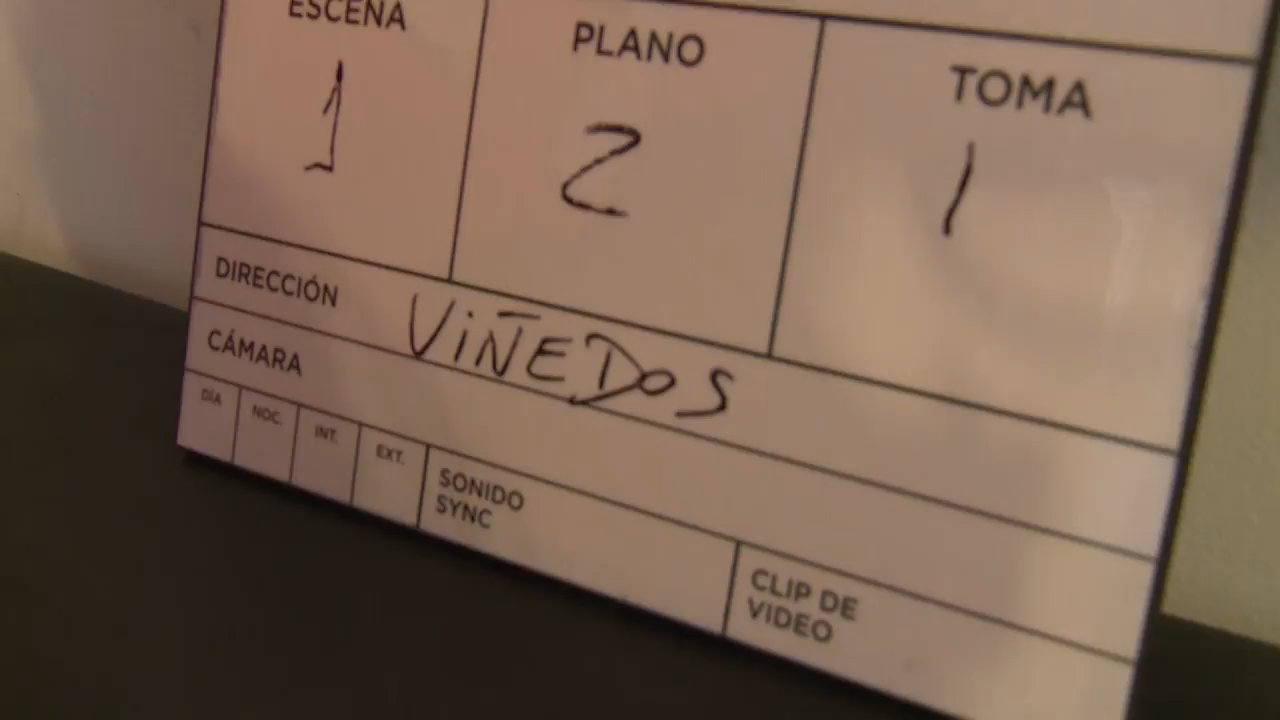 ESCENA
1
PLANO
2
TOMA
1
DIRECCIÓN
VIÑEDOS
CÁMARA
DÍA
NOC.
INT.
EXT.
SONIDO
SYNC
CLIP DE
VIDEO